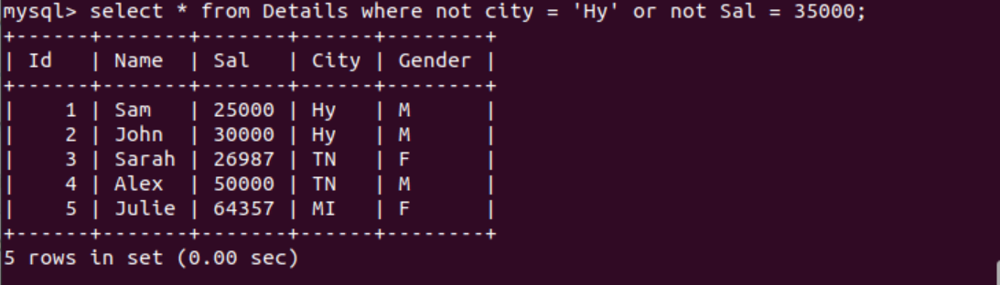 mysql> select * from Details where not city = 'Hy' or not Sal = 35000;
+------+-------+-------+------+--------+
| Id   | Name  | Sal   | City | Gender |
+------+-------+-------+------+--------+
|    1 | Sam   | 25000 | Hy   | M      |
|    2 | John  | 30000 | Hy   | M      |
|    3 | Sarah | 26987 | TN   | F      |
|    4 | Alex  | 50000 | TN   | M      |
|    5 | Julie | 64357 | MI   | F      |
+------+-------+-------+------+--------+
5 rows in set (0.00 sec)